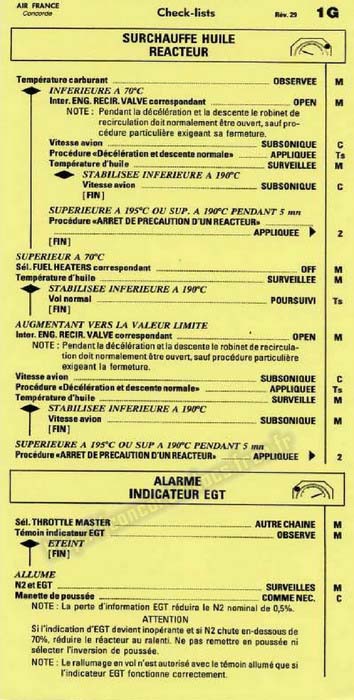 AIR FRANCE
Concorde
Check-lists
Rév. 29
1G
SURCHAUFFE HUILE
REACTEUR
Température carburant OBSERVEE M
INFERIEURE A 70°C
Inter. ENG. RECIR. VALVE correspondant OPEN M
NOTE : Pendant la décélération et la descente le robinet de
recirculation doit normalement être ouvert, sauf pro-
cédure particulière exigeant sa fermeture.
Vitesse avion SUBSONIQUE C
Procédure «Décélération et descente normale» APPLIQUEE Ts
Température d'huile SURVEILLEE M
STABILISEE INFERIEURE A 190°C
Vitesse avion SUBSONIQUE C
[FIN]
SUPERIEURE A 195°C OU SUP. A 190°C PENDANT 5 mn
Procédure «ARRET DE PRECAUTION D'UN REACTEUR»
APPLIQUEE 2
[FIN]
SUPERIEUR A 70°C
Sél. FUEL HEATERS correspondant OFF M
Température d'huile SURVEILLEE M
STABILISEE INFERIEURE A 190°C
Vol normal POURSUIVI Ts
[FIN]
AUGMENTANT VERS LA VALEUR LIMITE
Inter. ENG. RECIR. VALVE correspondant OPEN M
NOTE : Pendant la décélération et la descente le robinet de recircula-
tion doit normalement être ouvert, sauf procédure particulière
exigeant la fermeture.
Vitesse avion SUBSONIQUE C
Procédure «Décélération et descente normale» APPLIQUEE Ts
Température d'huile SURVEILLE M
STABILISEE INFERIEURE A 190°C
Vitesse avion SUBSONIQUE M
[FIN]
SUPERIEURE A 195°C OU SUP A 190°C PENDANT 5 mn
Procédure «ARRET DE PRECAUTION D'UN REACTEUR» APPLIQUEE 2
ALARME
INDICATEUR EGT
Sél. THROTTLE MASTER AUTRE CHAINE M
Témoin indicateur EGT OBSERVE M
ETEINT
[FIN]
ALLUME
N2 et EGT SURVEILLES M
Manette de poussée COMME NEC. C
NOTE : La perte d'information EGT réduire le N2 nominal de 0,5%.
ATTENTION
Si l'indication d'EGT devient inopérante et si N2 chute en-dessous de
70%, réduire le réacteur au ralenti. Ne pas remettre en poussée ni
sélecter l'inversion de poussée.
NOTE : Le rallumage en vol n'est autorisé avec le témoin allumé que si
l'indicateur EGT fonctionne correctement.